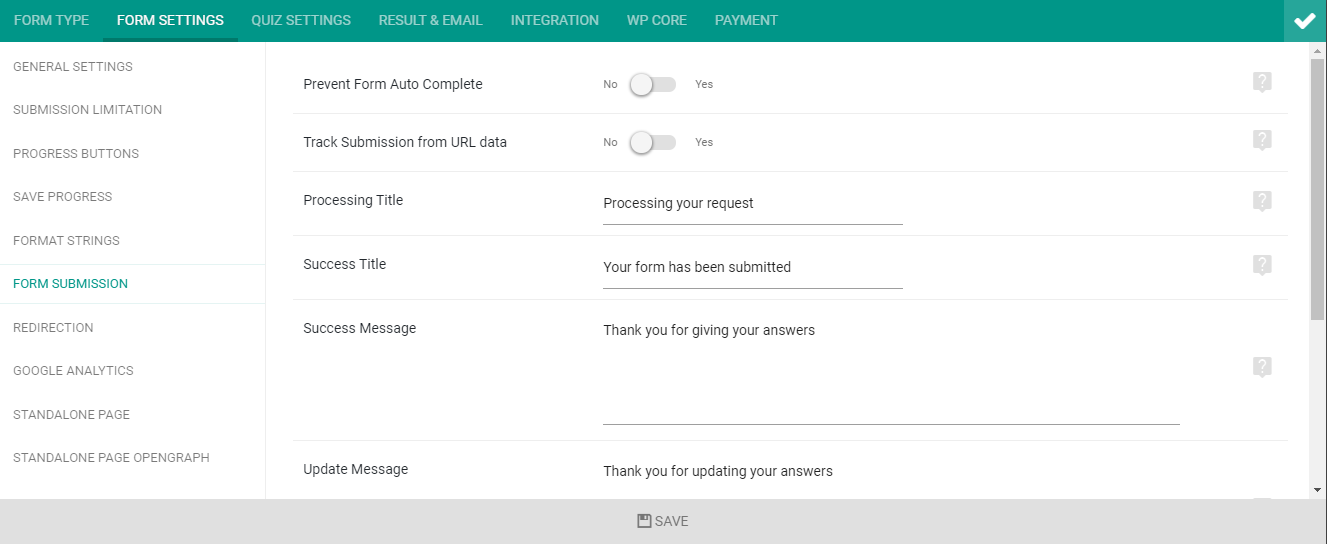 FORM TYPE FORM SETTINGS QUIZ SETTINGS RESULT & EMAIL INTEGRATION WP CORE PAYMENT
GENERAL SETTINGS
SUBMISSION LIMITATION
PROGRESS BUTTONS
SAVE PROGRESS
FORMAT STRINGS
FORM SUBMISSION
REDIRECTION
GOOGLE ANALYTICS
STANDALONE PAGE
STANDALONE PAGE OPENGRAPH
Prevent Form Auto Complete No Yes ?
Track Submission from URL data No Yes ?
Processing Title Processing your request ?
Success Title Your form has been submitted ?
Success Message Thank you for giving your answers ?
Update Message Thank you for updating your answers
SAVE